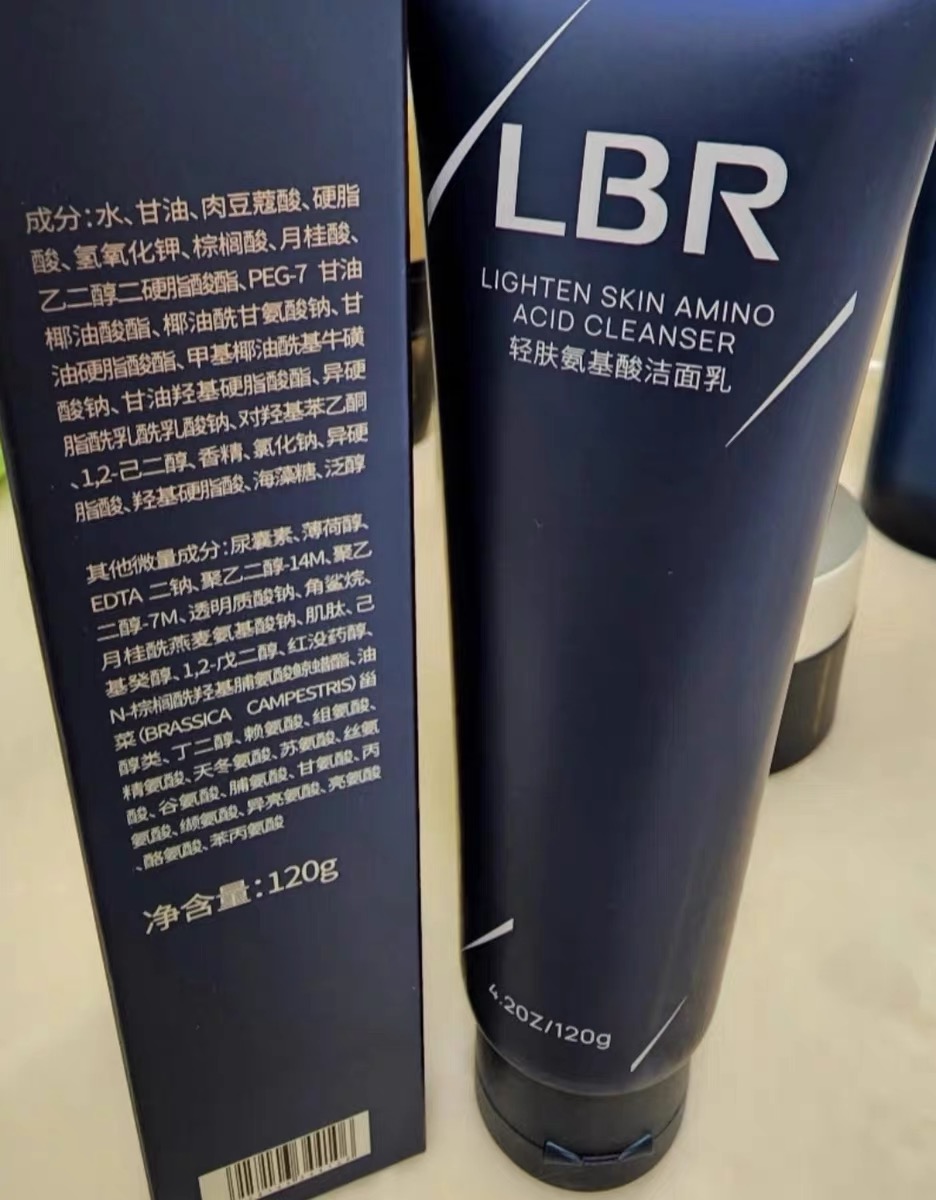 成分:水、甘油、肉豆蔻酸、硬脂
酸、氢氧化钾、棕榈酸、月桂酸、
乙二醇二硬脂酸酯、PEG-7 甘油
椰油酸酯、椰油酰甘氨酸钠、甘
油硬脂酸酯、甲基椰油酰基牛磺
酸钠、甘油羟基硬脂酸酯、异硬
脂酰乳酰乳酸钠、对羟基苯乙酮
、1,2-己二醇、香精、氯化钠、异硬
脂酸、羟基硬脂酸、海藻糖、泛醇
其他微量成分:尿囊素、薄荷醇、
EDTA 二钠、聚乙二醇-14M、聚乙
二醇-7M、透明质酸钠、角鲨烷、
月桂酰燕麦氨基酸钠、肌肽、己
基癸醇、1,2-戊二醇、红没药醇、
N-棕榈酰羟基脯氨酸鲸蜡酯、油
菜(BRASSICA CAMPESTRIS)甾
醇类、丁二醇、赖氨酸、组氨酸、
精氨酸、天冬氨酸、苏氨酸、丝氨
酸、谷氨酸、脯氨酸、甘氨酸、丙
氨酸、缬氨酸、异亮氨酸、亮氨酸
、酪氨酸、苯丙氨酸
净含量:120g
LBR
LIGHTEN SKIN AMINO
ACID CLEANSER
轻肤氨基酸洁面乳
4.2OZ/120g